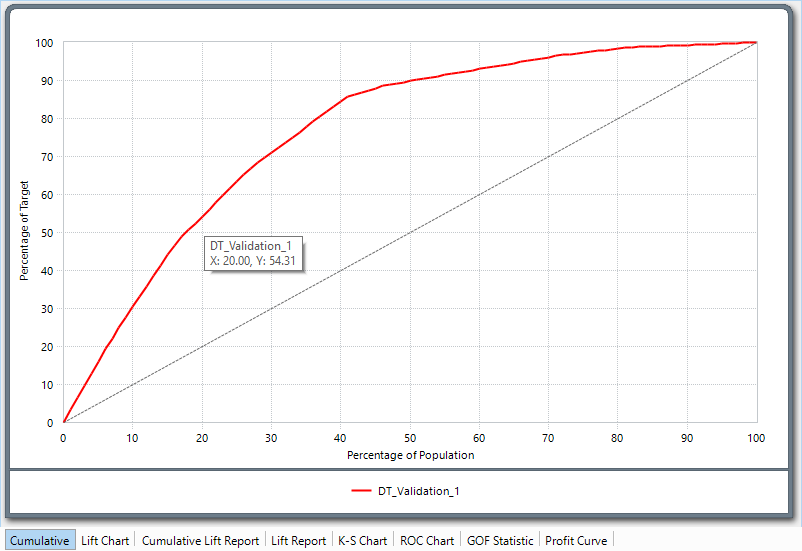 100
90
80
70
60
50
40
30
20
10
0
Percentage of Target
DT_Validation_1
X: 20.00, Y: 54.31
0 10 20 30 40 50 60 70 80 90 100
Percentage of Population
DT_Validation_1
Cumulative Lift Chart Cumulative Lift Report Lift Report K-S Chart ROC Chart GOF Statistic Profit Curve